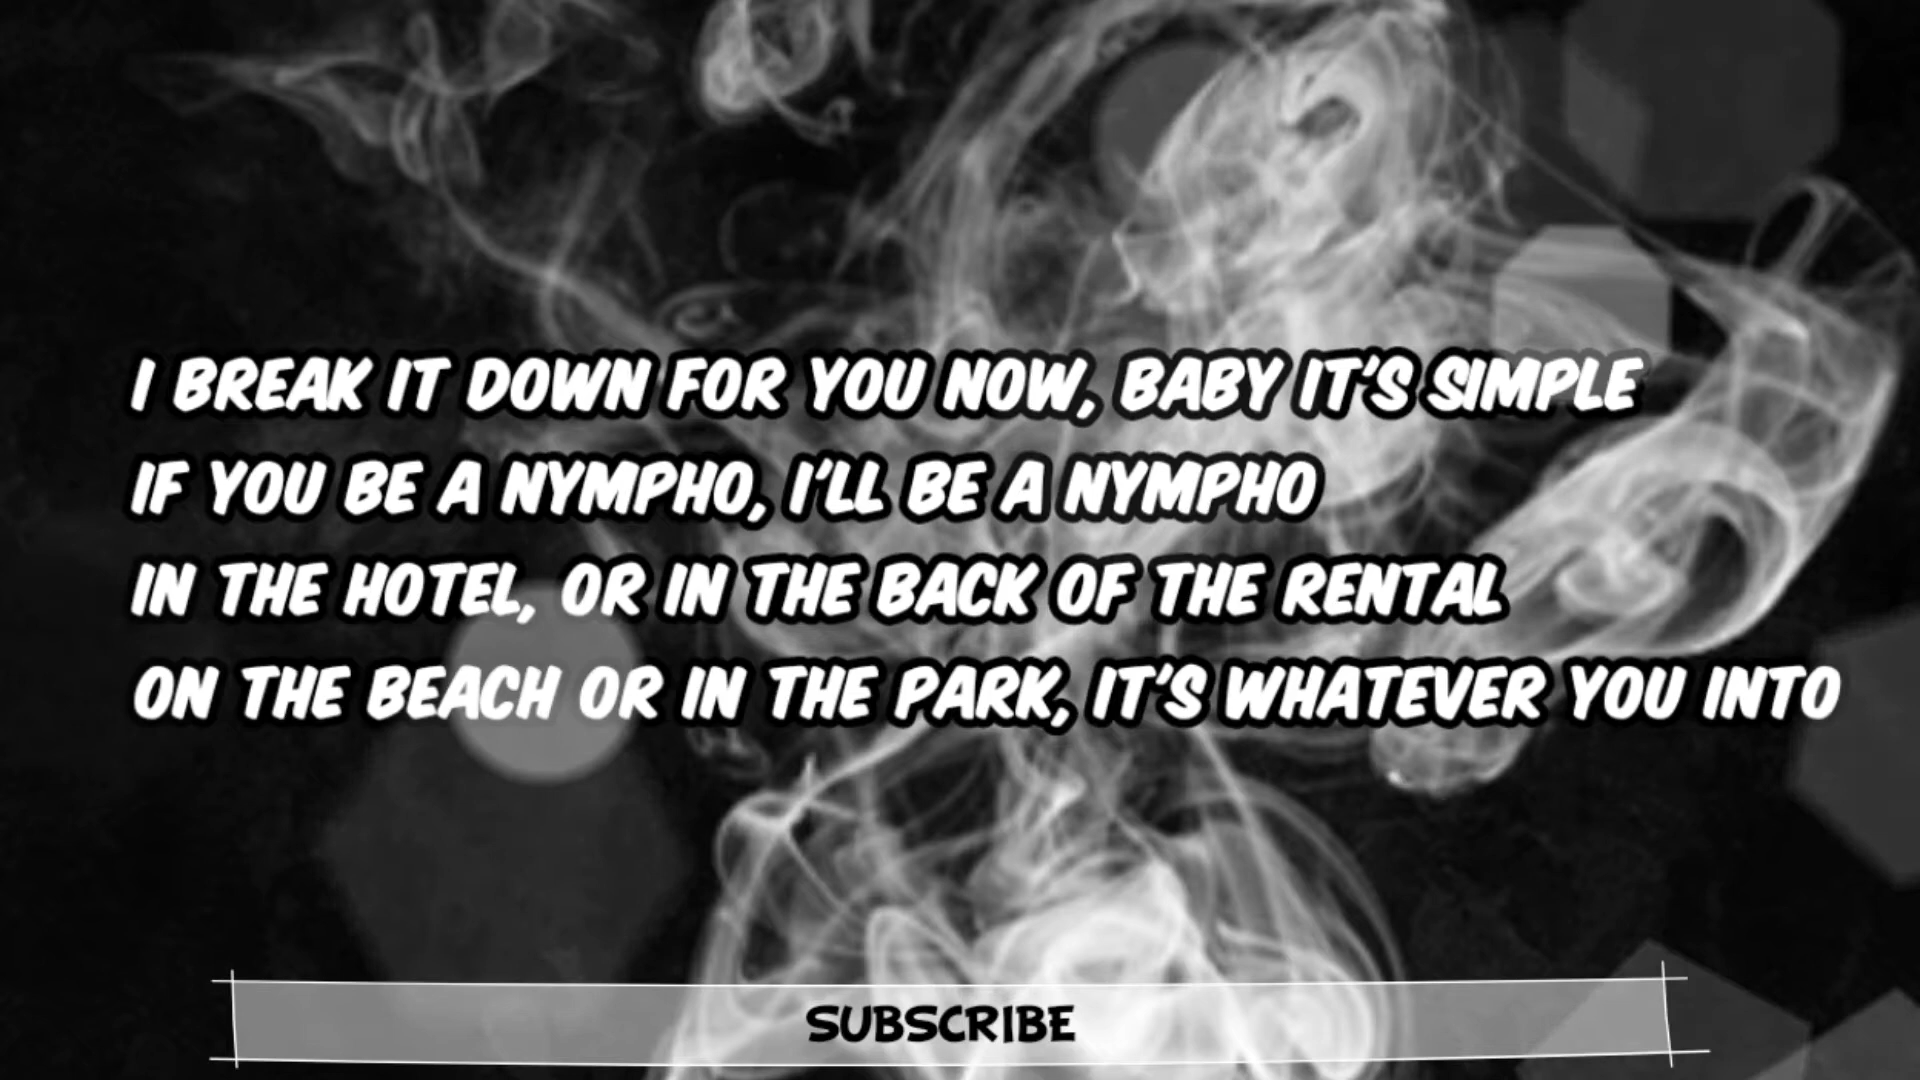 I BREAK IT DOWN FOR YOU NOW, BABY IT'S SIMPLE
IF YOU BE A NYMPHO, I'LL BE A NYMPHO
IN THE HOTEL, OR IN THE BACK OF THE RENTAL
ON THE BEACH OR IN THE PARK, IT'S WHATEVER YOU INTO
SUBSCRIBE